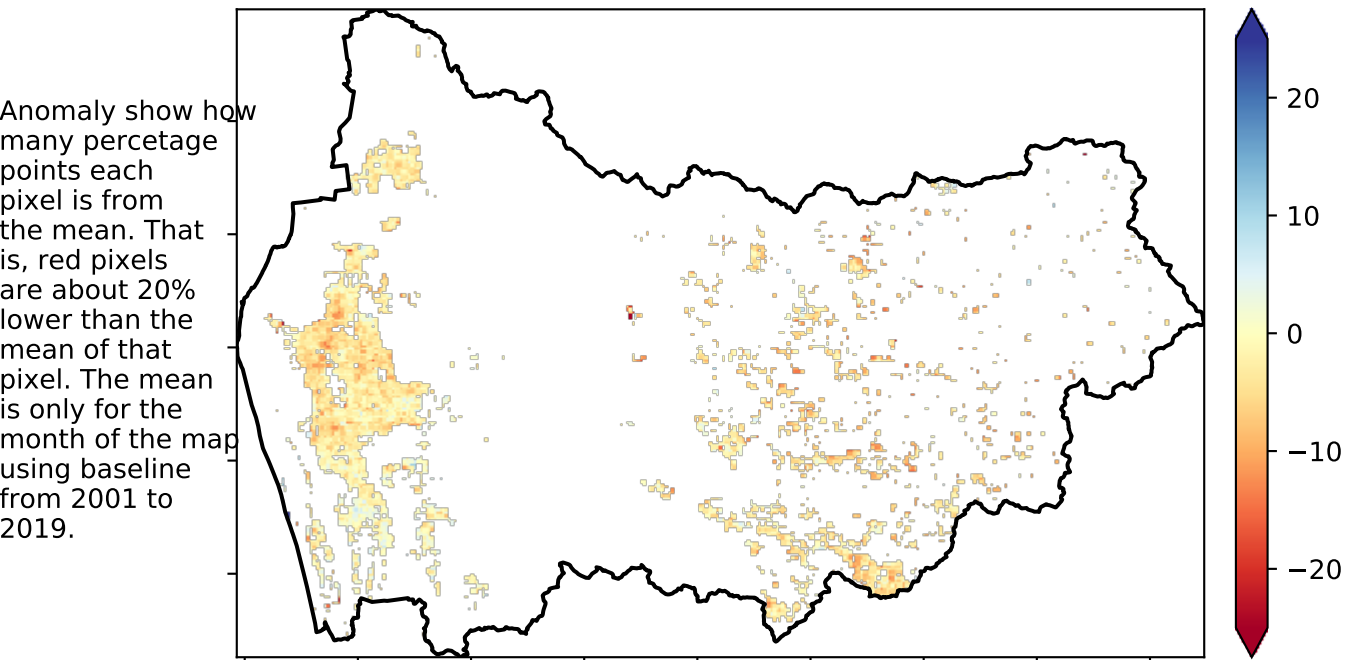 Anomaly show how
many percetage
points each
pixel is from
the mean. That
is, red pixels
are about 20%
lower than the
mean of that
pixel. The mean
is only for the
month of the map
using baseline
from 2001 to
2019.
20
10
0
−10
−20